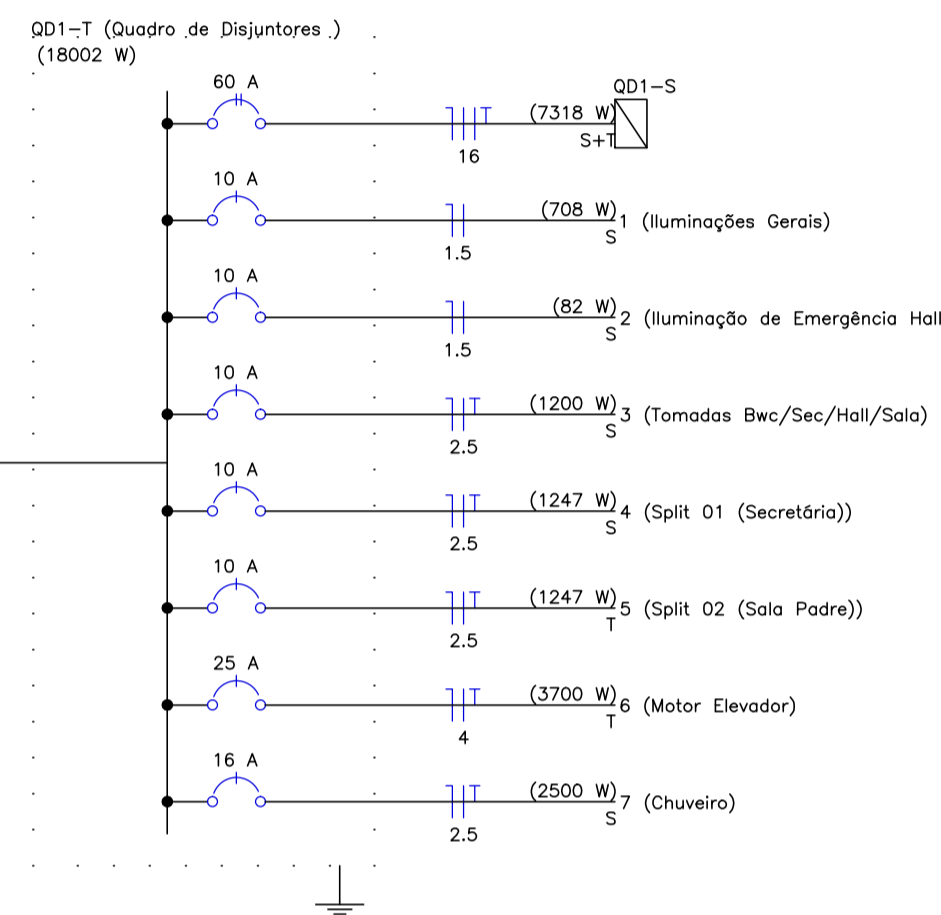 QD1-T (Quadro de Disjuntores .)
(18002 W)
60 A
QD1-S
T (7318 W)
S+T
16
10 A
(708 W)
1 (Iluminações Gerais)
S
1.5
10 A
(82 W)
2 (Iluminação de Emergência Hall
S
1.5
10 A
T (1200 W)
3 (Tomadas Bwc/Sec/Hall/Sala)
S
2.5
10 A
T (1247 W)
4 (Split 01 (Secretária))
S
2.5
10 A
T (1247 W)
5 (Split 02 (Sala Padre))
T
2.5
25 A
T (3700 W)
6 (Motor Elevador)
T
4
16 A
T (2500 W)
7 (Chuveiro)
S
2.5